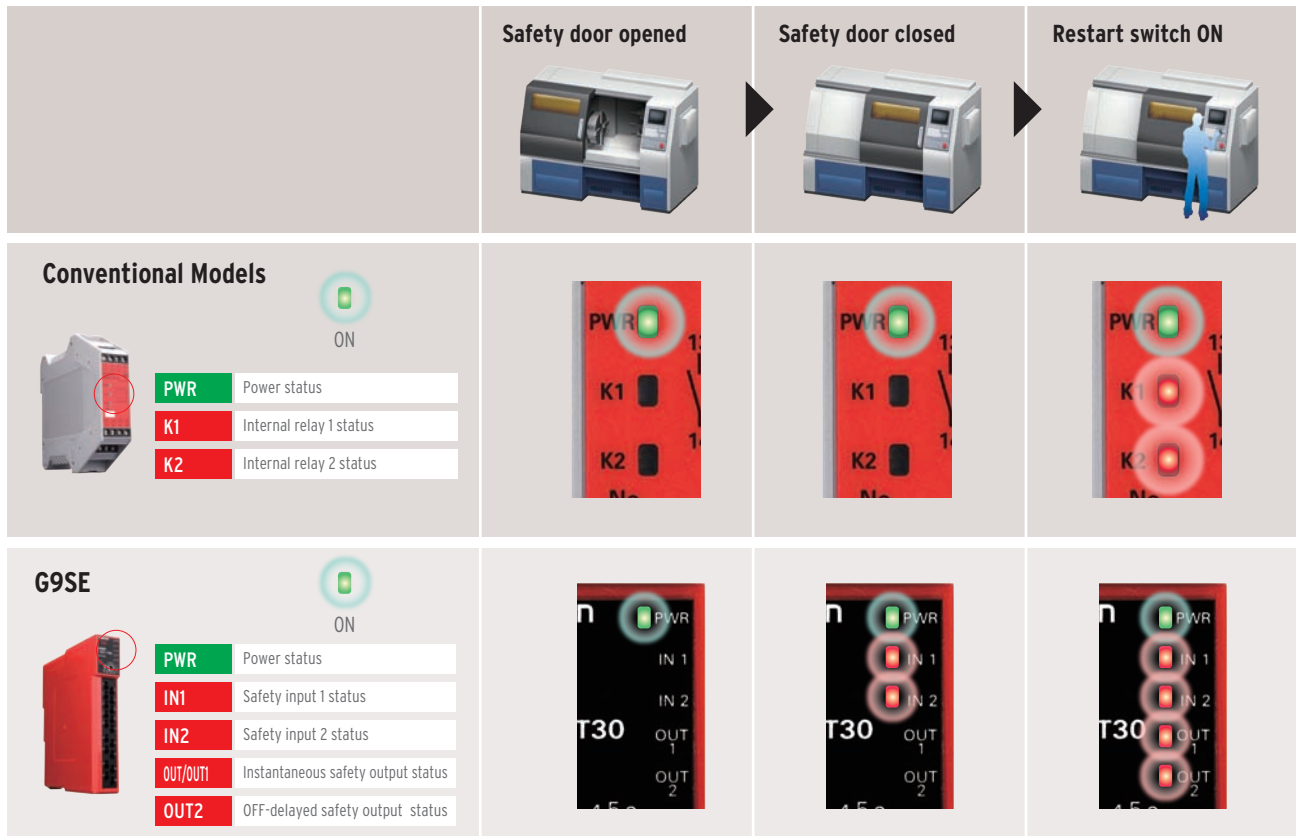 Safety door opened
Safety door closed
Restart switch ON
Conventional Models
ON
PWR Power status
K1 Internal relay 1 status
K2 Internal relay 2 status
PWR
K1
K2
PWR
K1
K2
PWR
K1
K2
G9SE
ON
PWR Power status
IN1 Safety input 1 status
IN2 Safety input 2 status
OUT/OUT1 Instantaneous safety output status
OUT2 OFF-delayed safety output status
PWR
IN 1
IN 2
T30 OUT
1
OUT
2
PWR
IN 1
IN 2
T30 OUT
1
OUT
2
PWR
IN 1
IN 2
T30 OUT
1
OUT
2